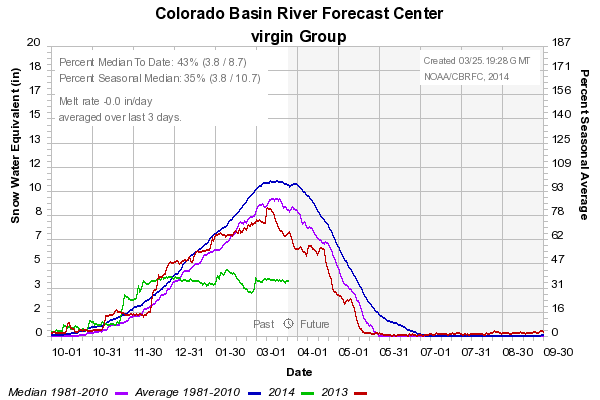 Colorado Basin River Forecast Center
virgin Group
Percent Median To Date: 43% (3.8 / 8.7)
Percent Seasonal Median: 35% (3.8 / 10.7)
Melt rate -0.0 in/day
averaged over last 3 days.
Created 03/25.19:28 GMT
NOAA/CBRFC, 2014
Snow Water Equivalent (in)
20
18
17
15
13
12
10
8
7
5
3
2
0
Percent Seasonal Average
187
171
156
140
125
109
93
78
62
47
31
16
0
Past Future
10-01 10-31 11-30 12-31 01-30 03-01 04-01 05-01 05-31 07-01 07-31 08-30 09-30
Date
Median 1981-2010 Average 1981-2010 2014 2013